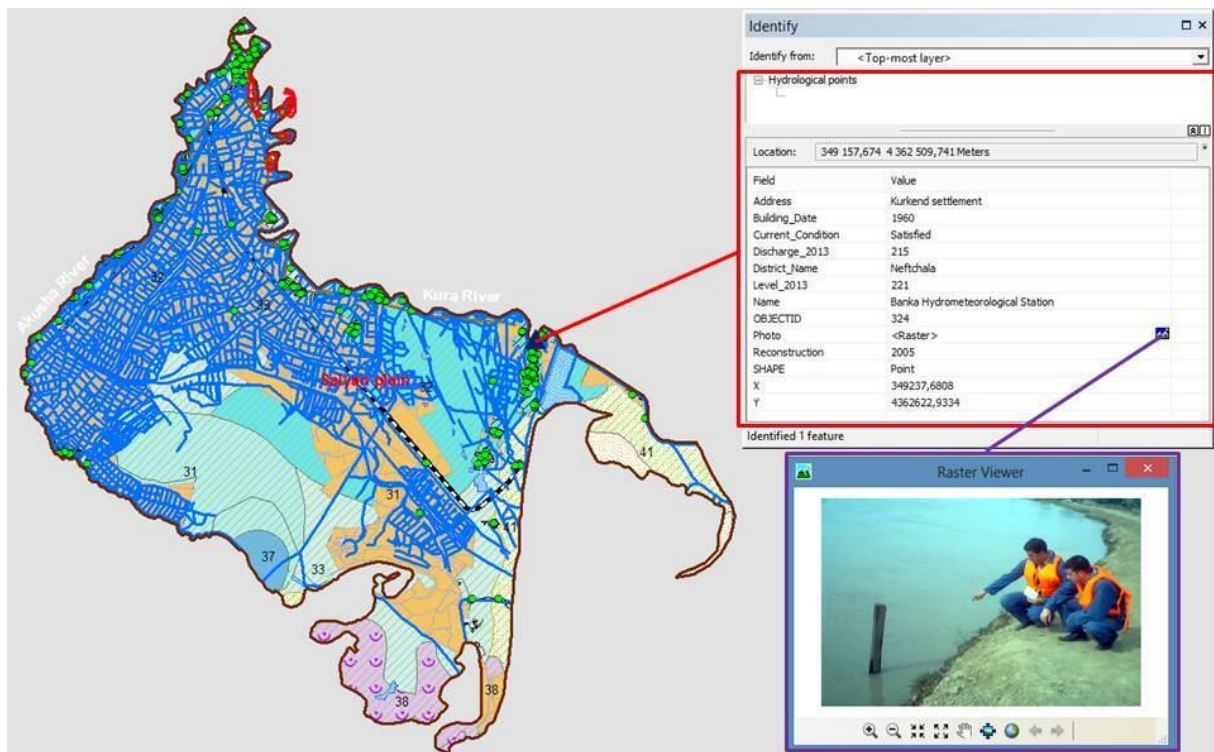 Akusha River
32
33
Kura River
Salyan plain
31
31
41
41
37
33
38
38
Identify
Identify from: <Top-most layer>
Hydrological points
Location: 349 157,674 4 362 509,741 Meters
Field Value
Address Kurkend settlement
Building_Date 1960
Current_Condition Satisfied
Discharge_2013 215
District_Name Neftchala
Level_2013 221
Name Banka Hydrometeorological Station
OBJECTID 324
Photo <Raster>
Reconstruction 2005
SHAPE Point
X 349237,6808
Y 4362622,9334
Identified 1 feature
Raster Viewer